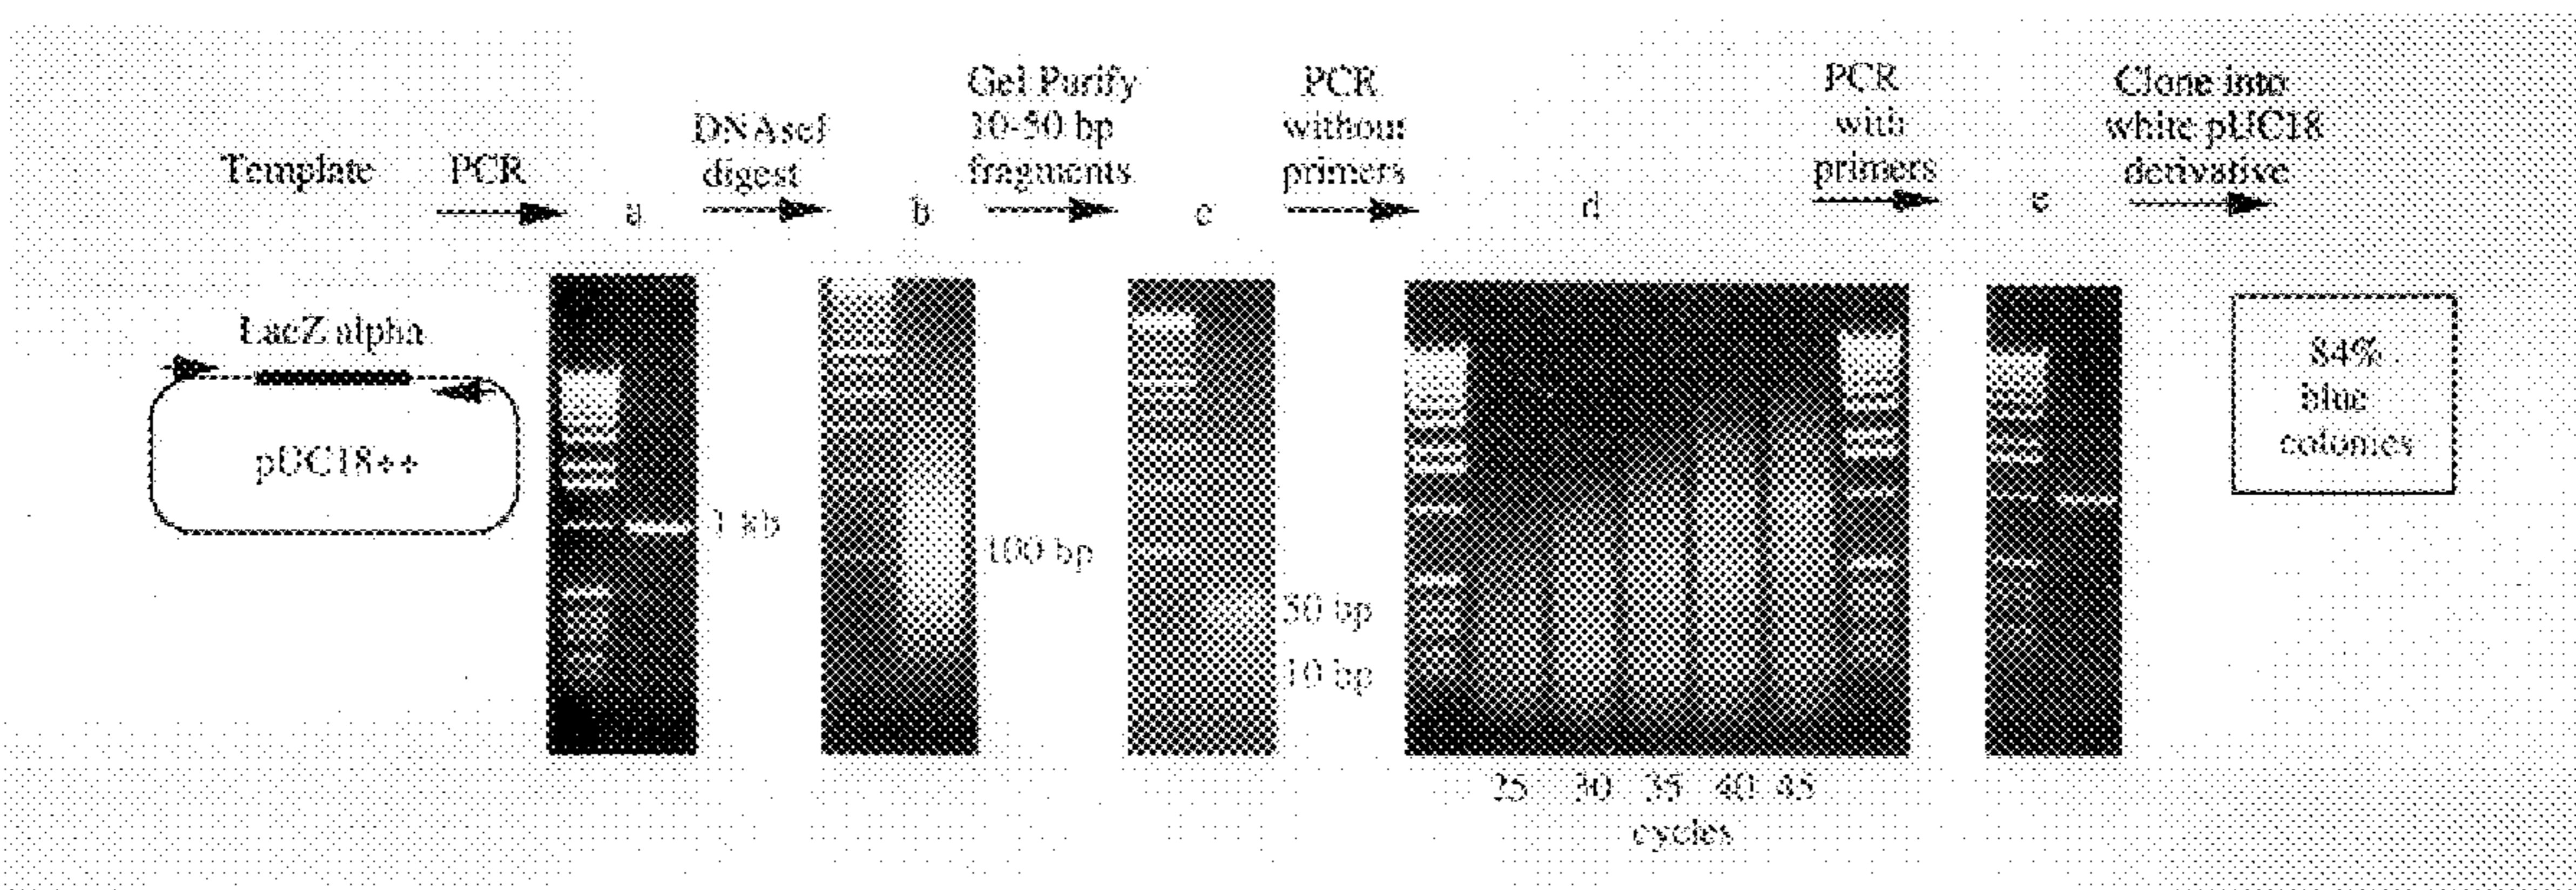 Template
PCR
a
DNAseI
digest
b
Gel Purify
10-50 bp
fragments
c
PCR
without
primers
d
PCR
with
primers
e
Clone into
white pUC18
derivative
LacZ alpha
pUC18++
1 kb
100 bp
50 bp
10 bp
25 30 35 40 45
cycles
84%
blue
colonies